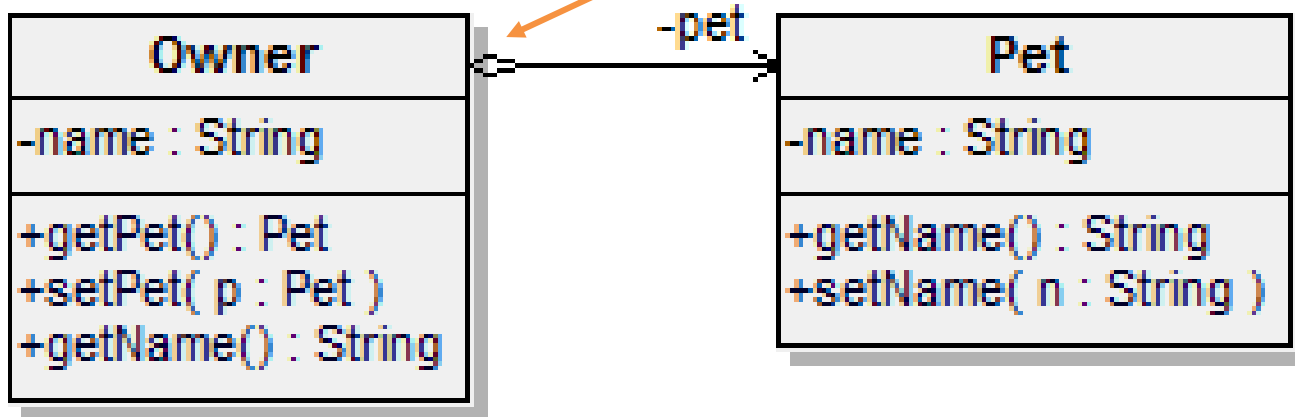 Owner
-name : String
+getPet() : Pet
+setPet( p : Pet )
+getName() : String
-pet
Pet
-name : String
+getName() : String
+setName( n : String )